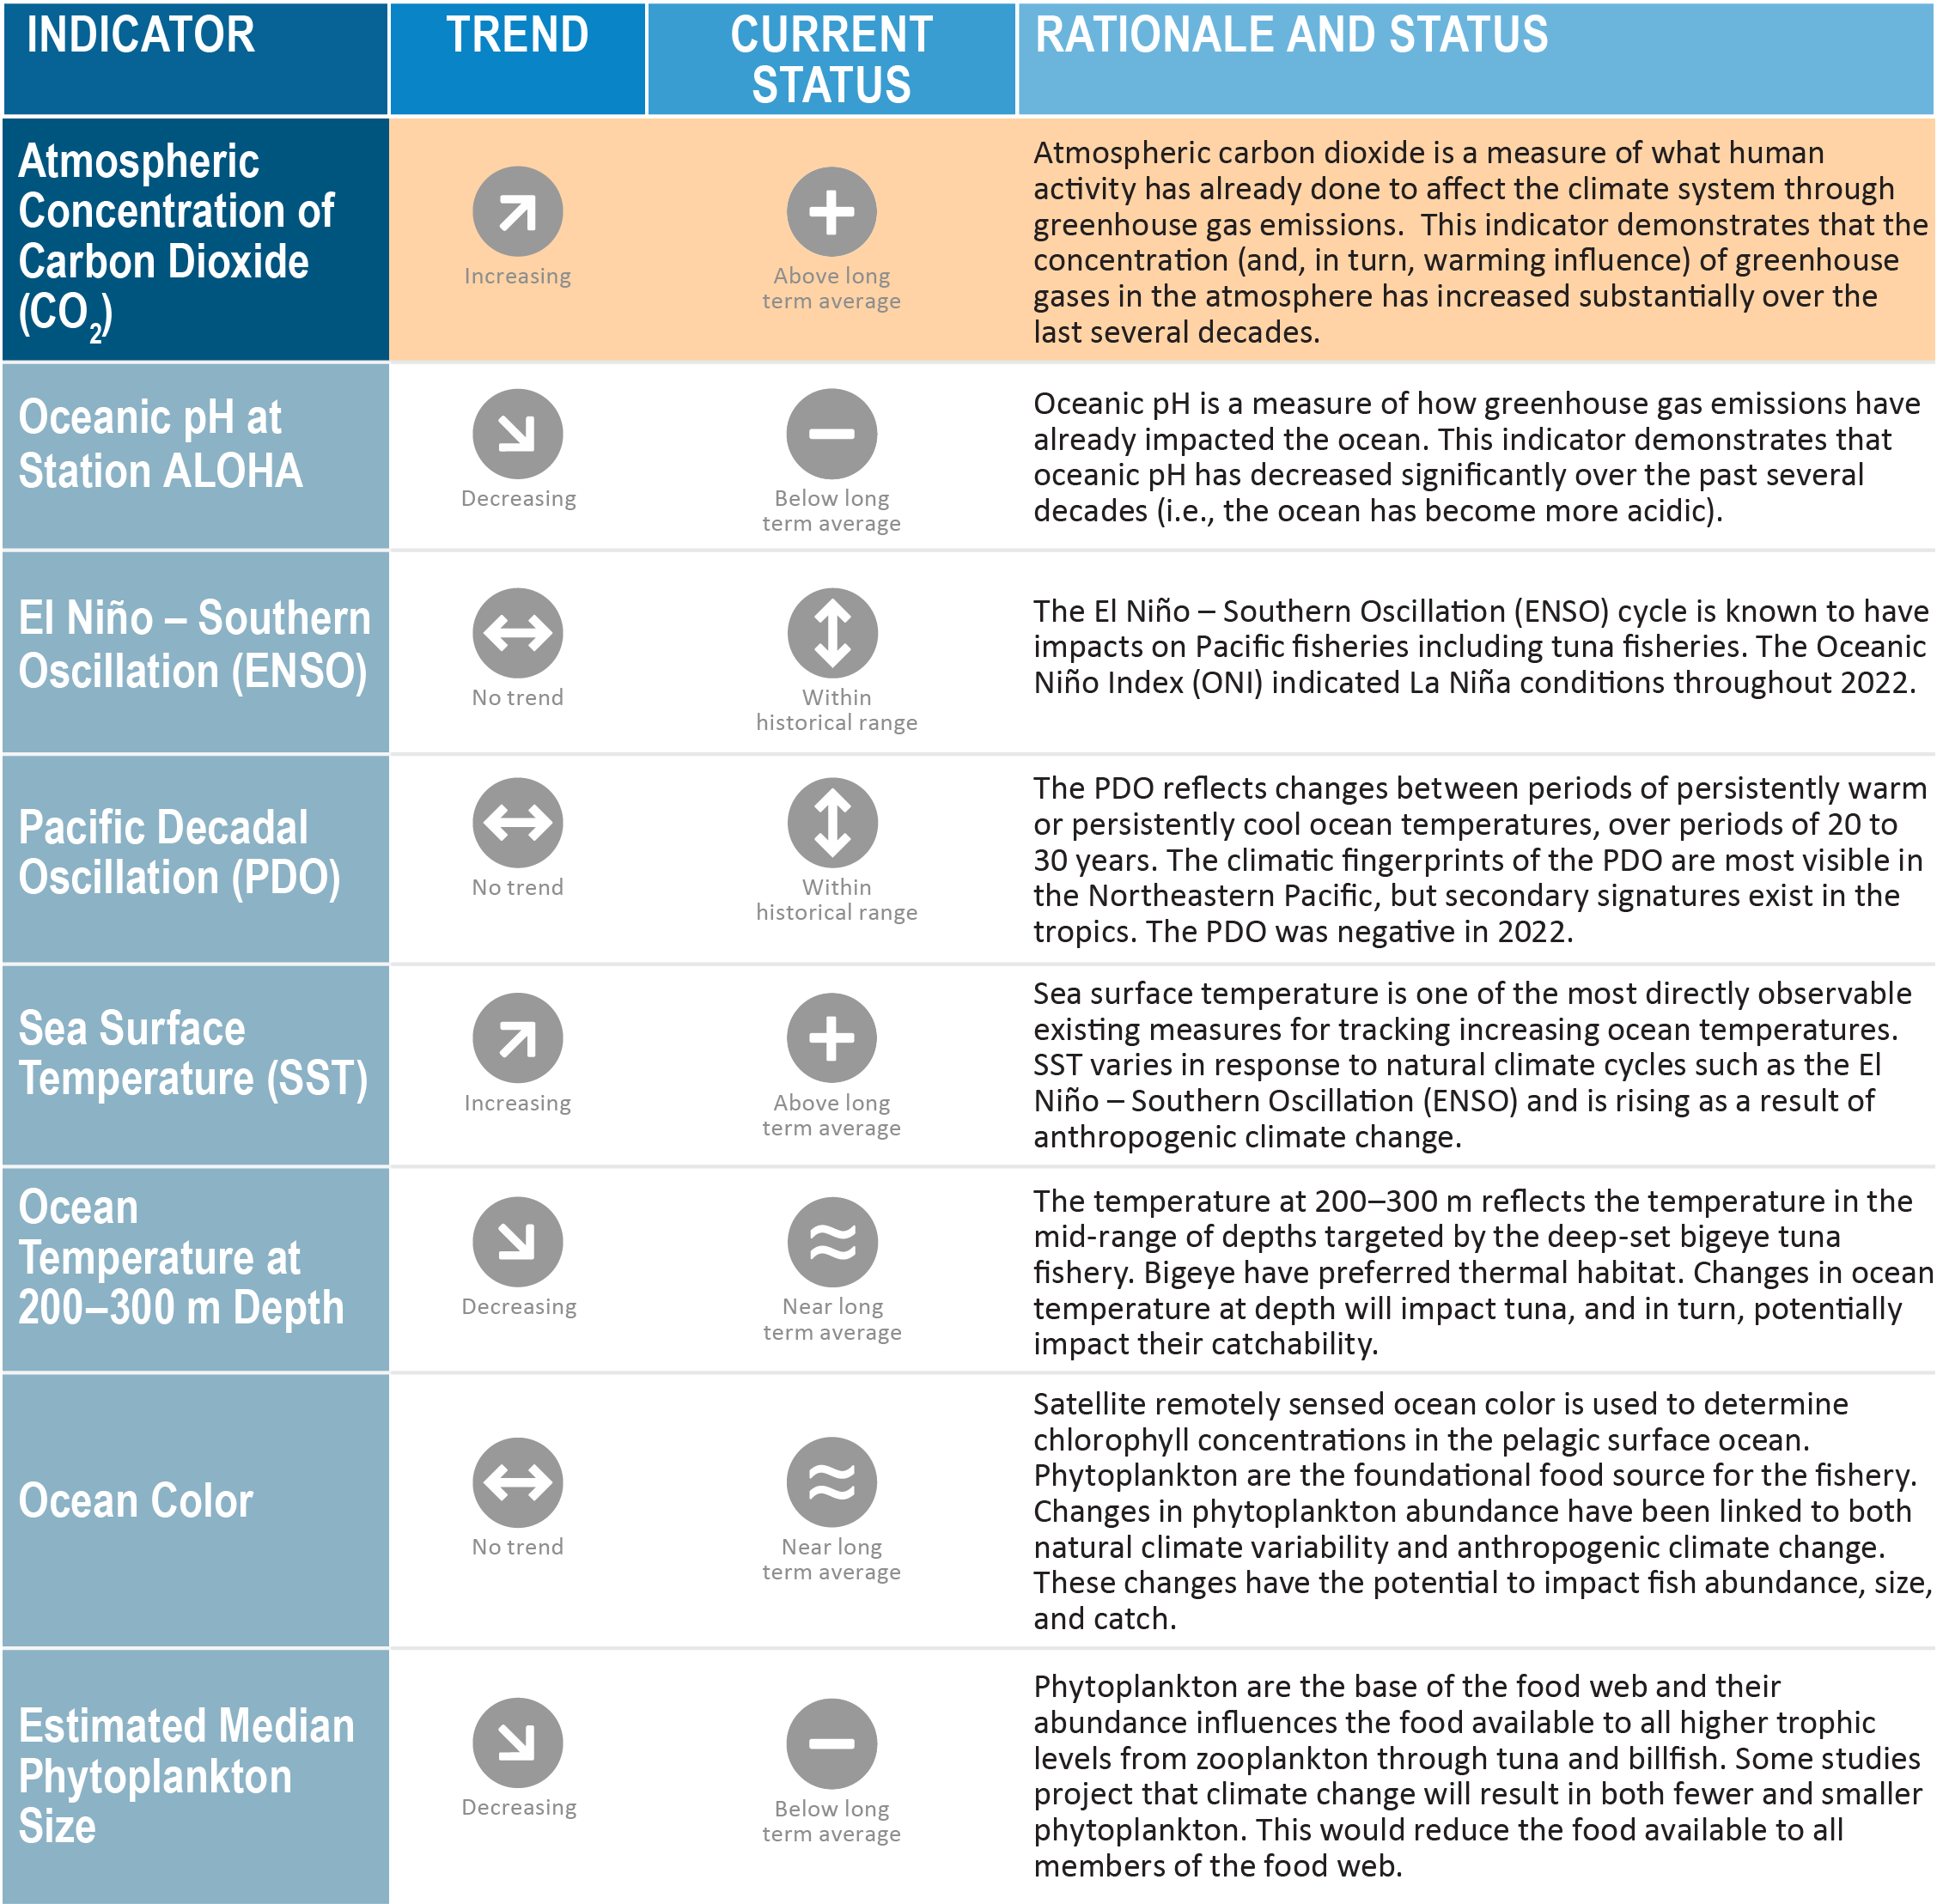 INDICATOR
TREND
CURRENT
STATUS
RATIONALE AND STATUS
Atmospheric
Concentration of
Carbon Dioxide
(CO2)
Increasing
Above long
term average
Atmospheric carbon dioxide is a measure of what human
activity has already done to affect the climate system through
greenhouse gas emissions.  This indicator demonstrates that the
concentration (and, in turn, warming influence) of greenhouse
gases in the atmosphere has increased substantially over the
last several decades.
Oceanic pH at
Station ALOHA
Decreasing
Below long
term average
Oceanic pH is a measure of how greenhouse gas emissions have
already impacted the ocean. This indicator demonstrates that
oceanic pH has decreased significantly over the past several
decades (i.e., the ocean has become more acidic).
El Niño – Southern
Oscillation (ENSO)
No trend
Within
historical range
The El Niño – Southern Oscillation (ENSO) cycle is known to have
impacts on Pacific fisheries including tuna fisheries. The Oceanic
Niño Index (ONI) indicated La Niña conditions throughout 2022.
Pacific Decadal
Oscillation (PDO)
No trend
Within
historical range
The PDO reflects changes between periods of persistently warm
or persistently cool ocean temperatures, over periods of 20 to
30 years. The climatic fingerprints of the PDO are most visible in
the Northeastern Pacific, but secondary signatures exist in the
tropics. The PDO was negative in 2022.
Sea Surface
Temperature (SST)
Increasing
Above long
term average
Sea surface temperature is one of the most directly observable
existing measures for tracking increasing ocean temperatures.
SST varies in response to natural climate cycles such as the El
Niño – Southern Oscillation (ENSO) and is rising as a result of
anthropogenic climate change.
Ocean
Temperature at
200–300 m Depth
Decreasing
Near long
term average
The temperature at 200–300 m reflects the temperature in the
mid-range of depths targeted by the deep-set bigeye tuna
fishery. Bigeye have preferred thermal habitat. Changes in ocean
temperature at depth will impact tuna, and in turn, potentially
impact their catchability.
Ocean Color
No trend
Near long
term average
Satellite remotely sensed ocean color is used to determine
chlorophyll concentrations in the pelagic surface ocean.
Phytoplankton are the foundational food source for the fishery.
Changes in phytoplankton abundance have been linked to both
natural climate variability and anthropogenic climate change.
These changes have the potential to impact fish abundance, size,
and catch.
Estimated Median
Phytoplankton
Size
Decreasing
Below long
term average
Phytoplankton are the base of the food web and their
abundance influences the food available to all higher trophic
levels from zooplankton through tuna and billfish. Some studies
project that climate change will result in both fewer and smaller
phytoplankton. This would reduce the food available to all
members of the food web.